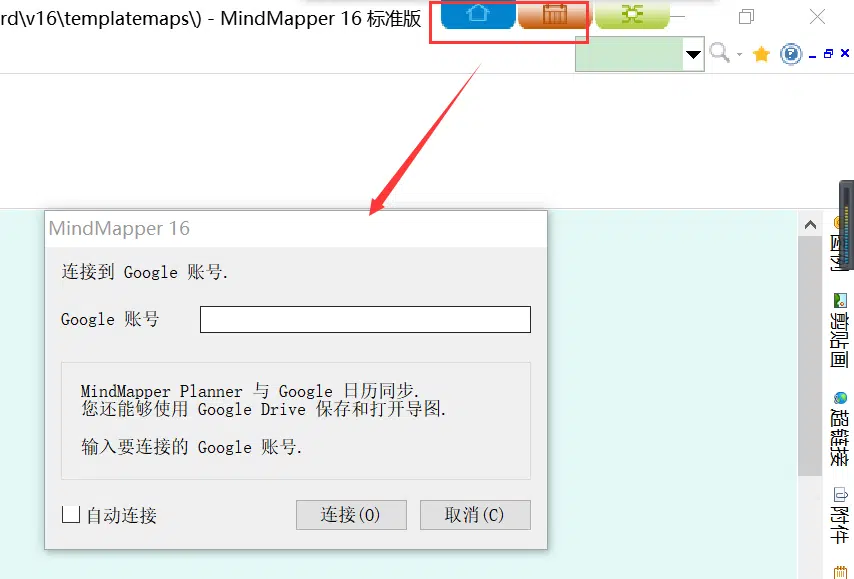 rd\v16\templatemaps\) - MindMapper 16 标准版
MindMapper 16
连接到 Google 账号.
Google 账号
MindMapper Planner 与 Google 日历同步.
您还能够使用 Google Drive 保存和打开导图.
输入要连接的 Google 账号.
自动连接
连接(O)
取消(C)
剪贴画
超链接
附件